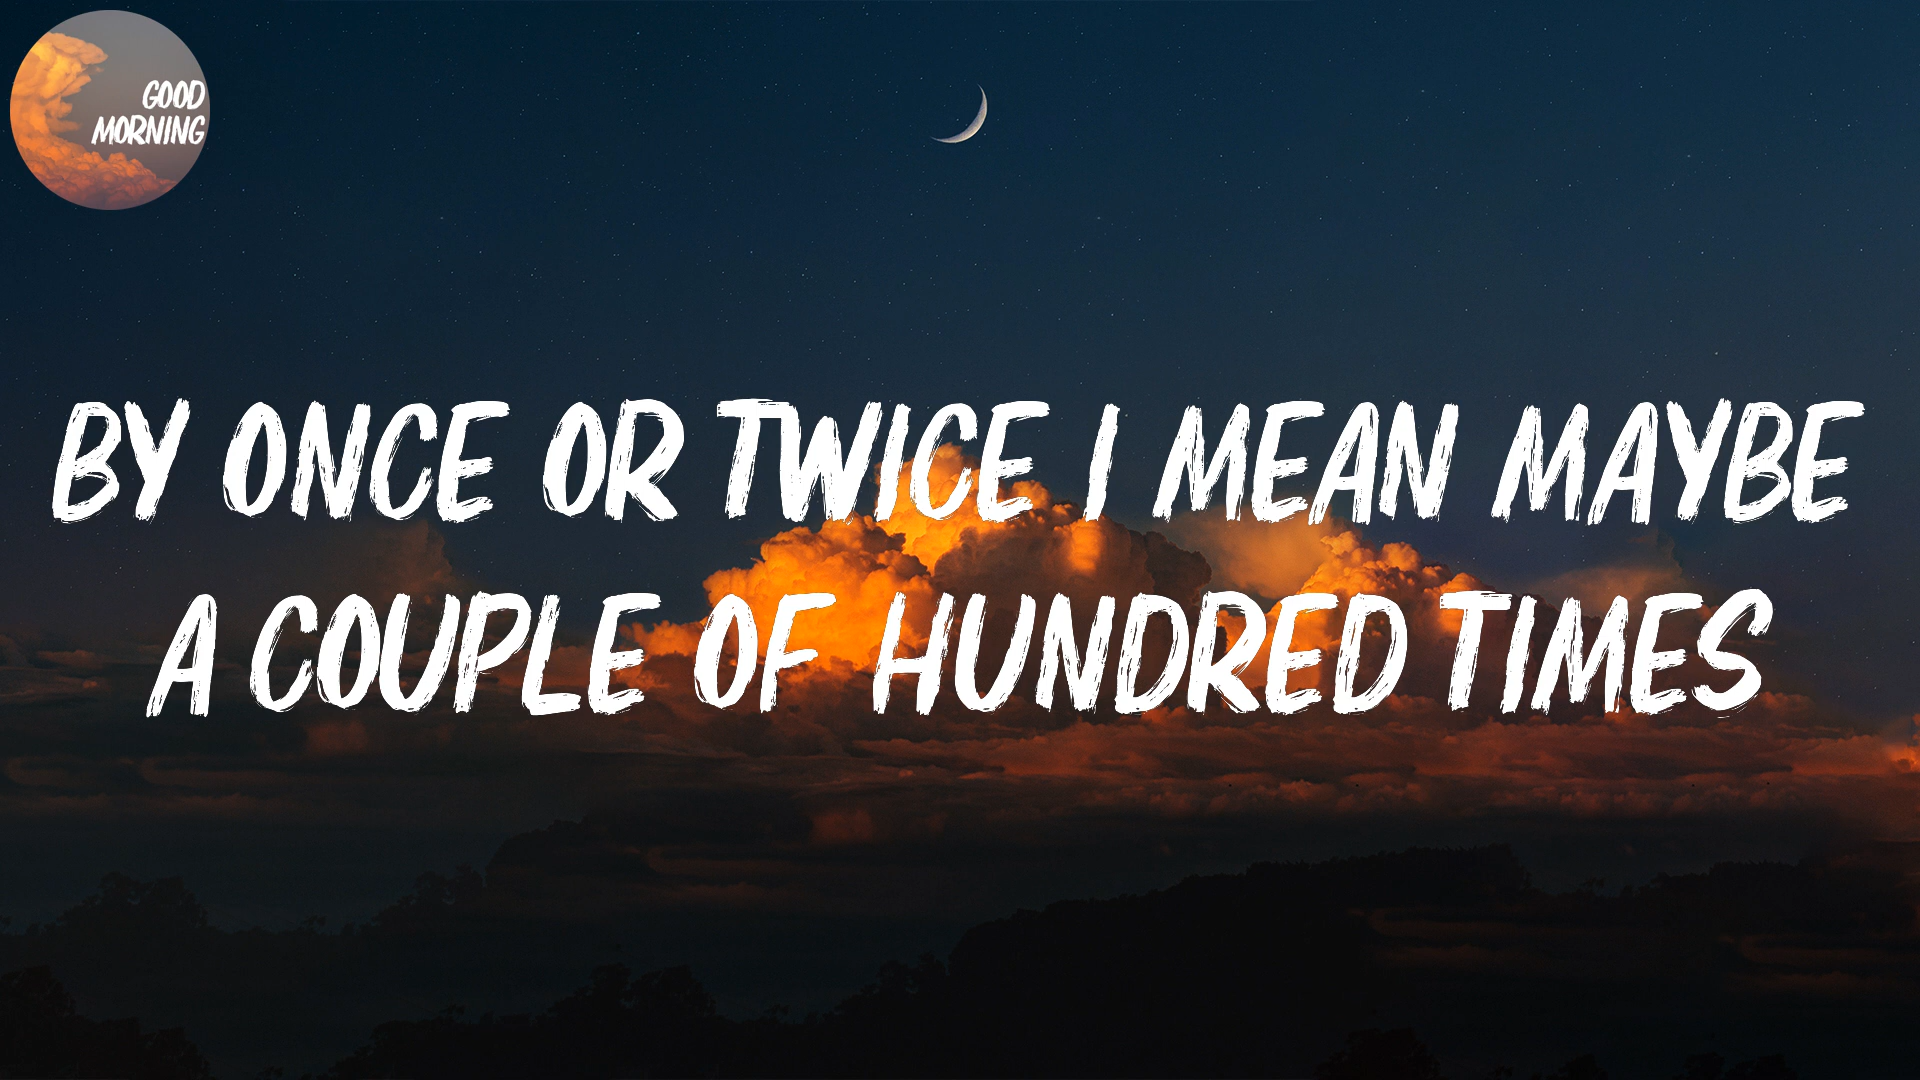 GOOD
MORNING
BY ONCE OR TWICE I MEAN MAYBE
A COUPLE OF HUNDRED TIMES